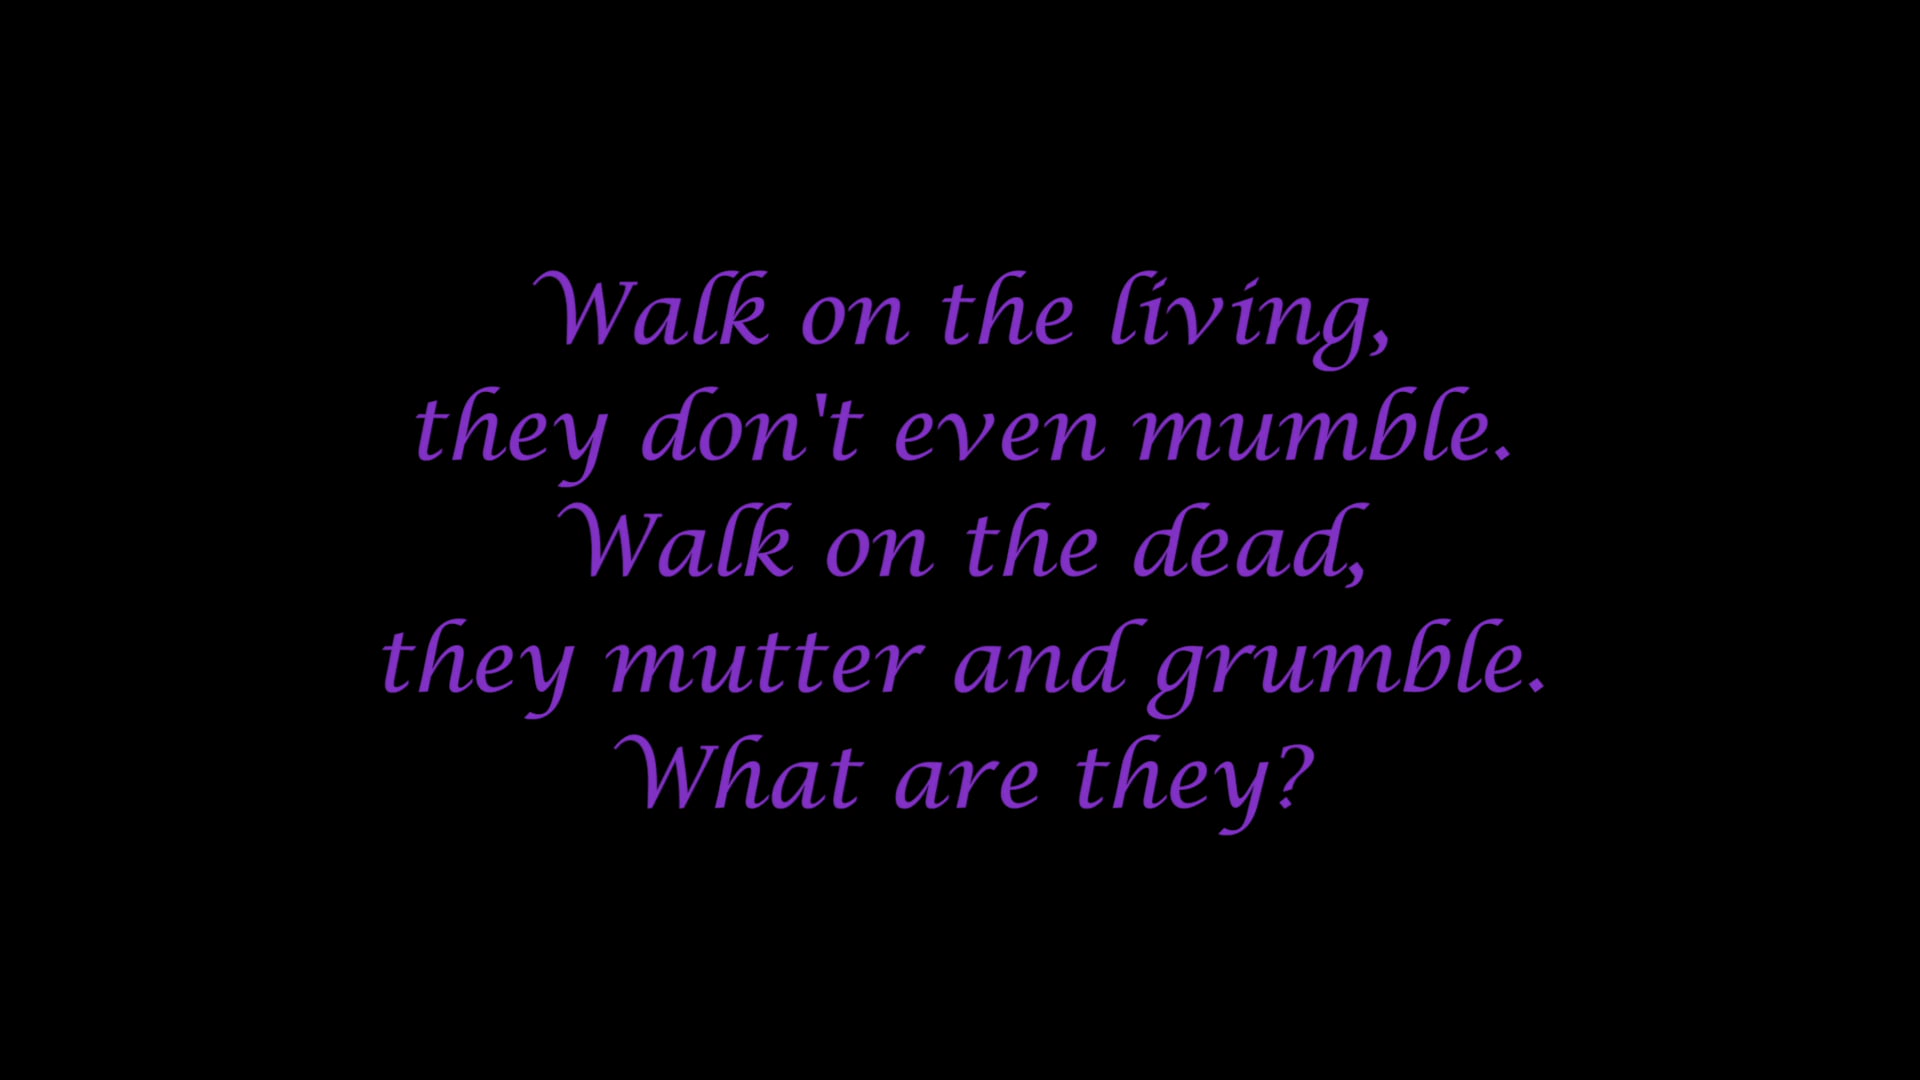 Walk on the living,
they don't even mumble.
Walk on the dead,
they mutter and grumble.
What are they?